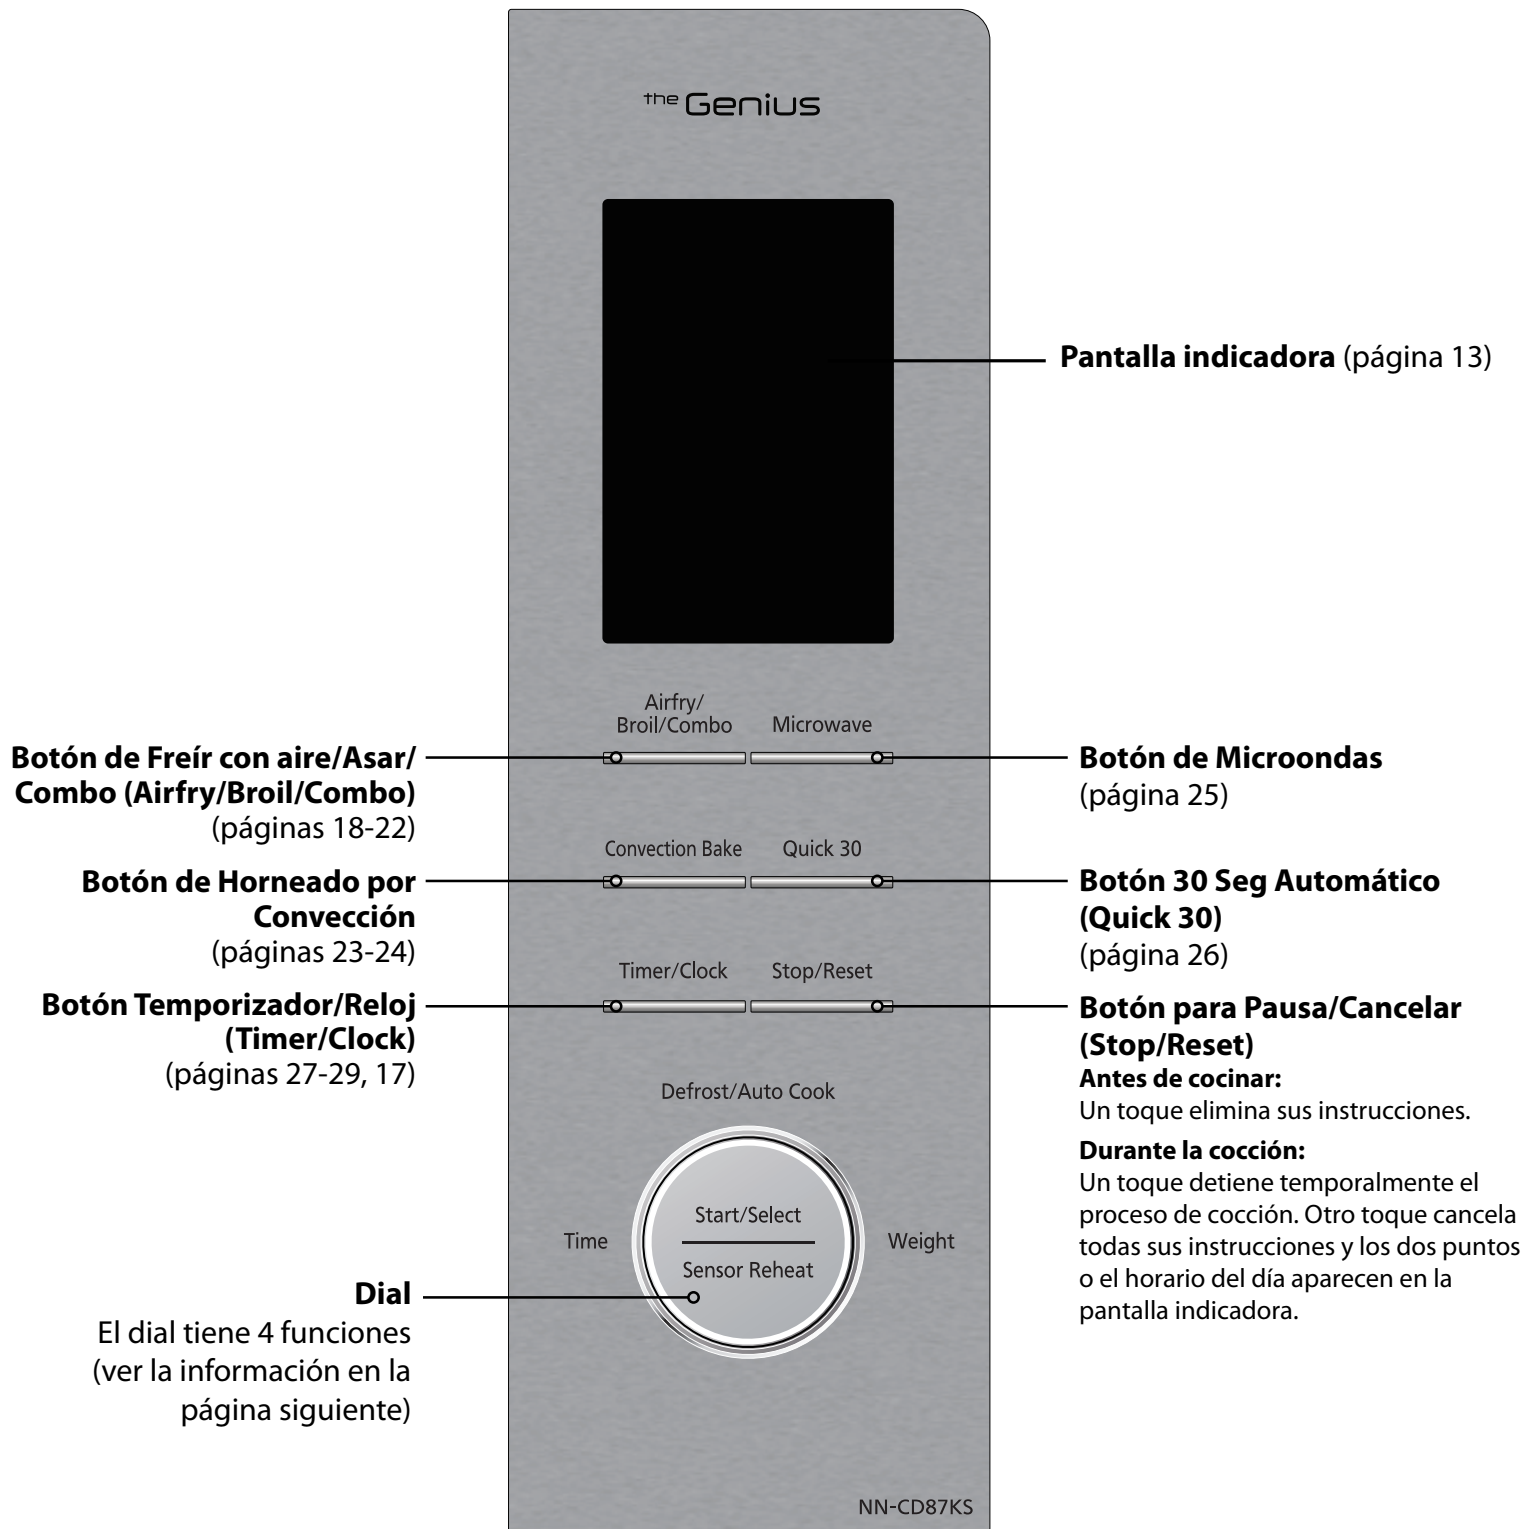 the Genius
Pantalla indicadora (página 13)
Airfry/
Broil/Combo
Microwave
Botón de Freír con aire/Asar/
Combo (Airfry/Broil/Combo)
(páginas 18-22)
Botón de Microondas
(página 25)
Convection Bake
Quick 30
Botón de Horneado por
Convección
(páginas 23-24)
Botón 30 Seg Automático
(Quick 30)
(página 26)
Timer/Clock
Stop/Reset
Botón Temporizador/Reloj
(Timer/Clock)
(páginas 27-29, 17)
Botón para Pausa/Cancelar
(Stop/Reset)
Antes de cocinar:
Un toque elimina sus instrucciones.
Durante la cocción:
Un toque detiene temporalmente el
proceso de cocción. Otro toque cancela
todas sus instrucciones y los dos puntos
o el horario del día aparecen en la
pantalla indicadora.
Defrost/Auto Cook
Time
Start/Select
Sensor Reheat
Weight
Dial
El dial tiene 4 funciones
(ver la información en la
página siguiente)
NN-CD87KS